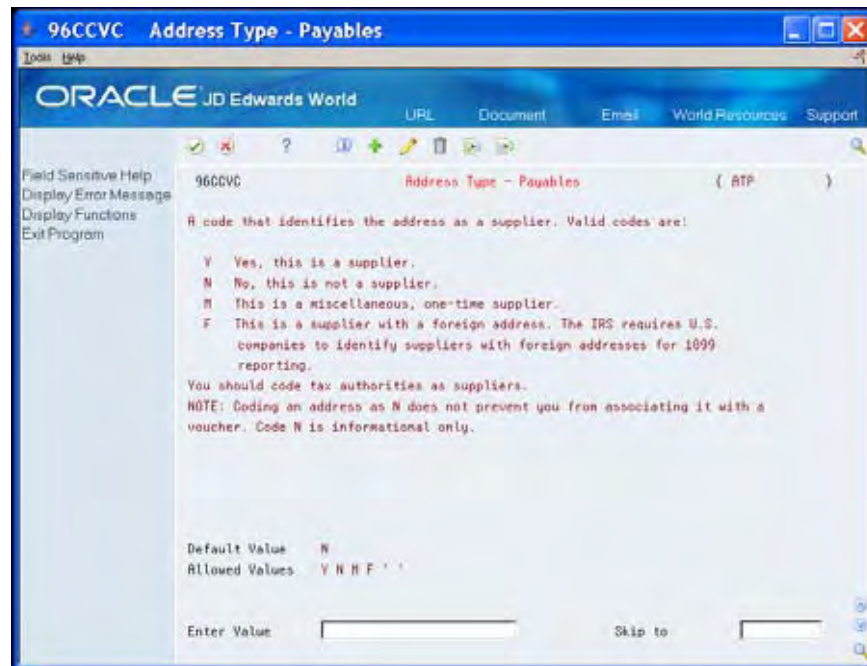 96CCVC Address Type - Payables
Tools Help
ORACLE JD Edwards World
URL Document Email World Resources Support
Field Sensitive Help
Display Error Message
Display Functions
Exit Program
96CCVC Address Type - Payables ( ATP )
A code that identifies the address as a supplier. Valid codes are:
Y Yes, this is a supplier.
N No, this is not a supplier.
M This is a miscellaneous, one-time supplier.
F This is a supplier with a foreign address. The IRS requires U.S.
companies to identify suppliers with foreign addresses for 1099
reporting.
You should code tax authorities as suppliers.
NOTE: Coding an address as N does not prevent you from associating it with a
voucher. Code N is informational only.
Default Value N
Allowed Values Y N M F ' '
Enter Value Skip to